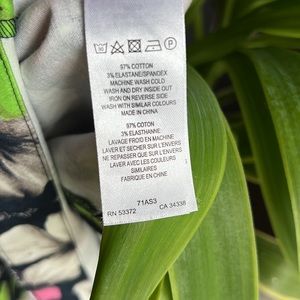 97% COTTON
3% ELASTANE/SPANDEX
MACHINE WASH COLD
WASH AND DRY INSIDE OUT
IRON ON REVERSE SIDE
WASH WITH SIMILAR COLOURS
MADE IN CHINA
97% COTON
3% ELASTHANNE
LAVAGE FROID EN MACHINE
LAVER ET SECHER SUR L'ENVERS
NE REPASSER QUE SUR L'ENVERS
LAVER AVEC LES COULEURS
SIMILAIRES
FABRIQUE EN CHINE
71AS3
RN 53372 CA 34338